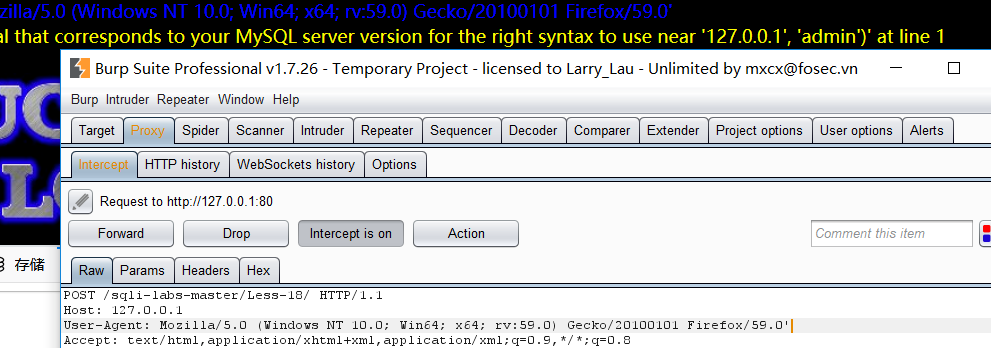 ozilla/5.0 (Windows NT 10.0; Win64; x64; rv:59.0) Gecko/20100101 Firefox/59.0'
al that corresponds to your MySQL server version for the right syntax to use near '127.0.0.1', 'admin')' at line 1
Burp Suite Professional v1.7.26 - Temporary Project - licensed to Larry_Lau - Unlimited by mxcx@fosec.vn
Burp Intruder Repeater Window Help
Target Proxy Spider Scanner Intruder Repeater Sequencer Decoder Comparer Extender Project options User options Alerts
Intercept HTTP history WebSockets history Options
Request to http://127.0.0.1:80
Forward Drop Intercept is on Action Comment this item
存储
Raw Params Headers Hex
POST /sqli-labs-master/Less-18/ HTTP/1.1
Host: 127.0.0.1
User-Agent: Mozilla/5.0 (Windows NT 10.0; Win64; x64; rv:59.0) Gecko/20100101 Firefox/59.0'
Accept: text/html,application/xhtml+xml,application/xml;q=0.9,*/*;q=0.8